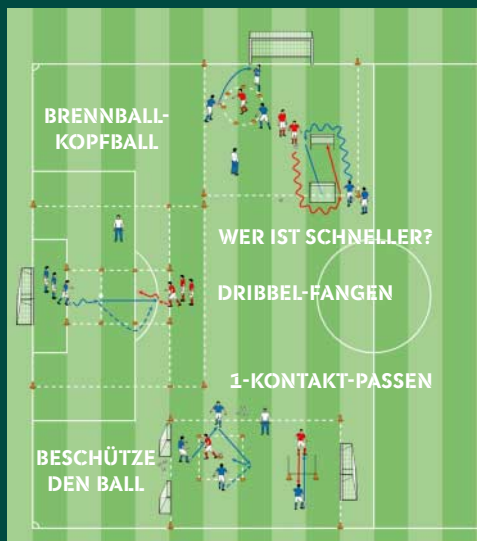 BRENNBALL-
KOPFBALL
WER IST SCHNELLER?
DRIBBEL-FANGEN
1-KONTAKT-PASSEN
BESCHÜTZE
DEN BALL